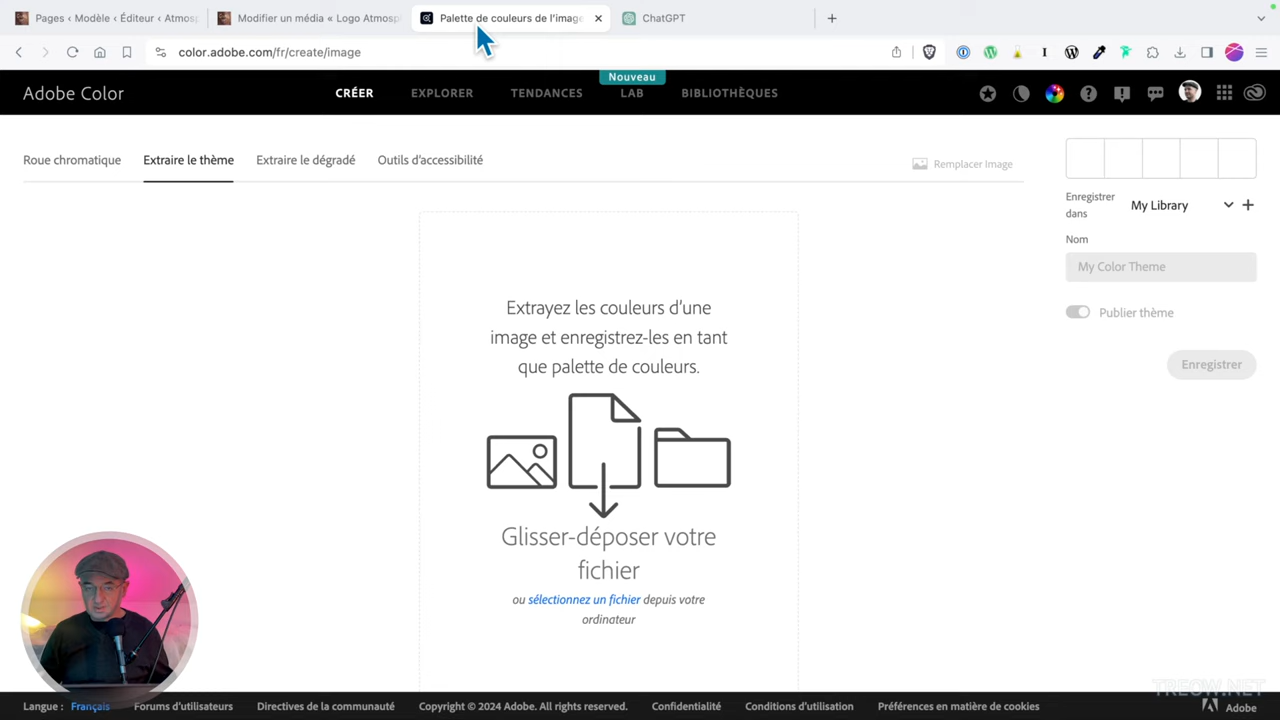 Pages ‹ Modèle ‹ Éditeur ‹ Atmosp
Modifier un média « Logo Atmosp
Palette de couleurs de l'image
ChatGPT
color.adobe.com/fr/create/image
Nouveau
Adobe Color
CRÉER
EXPLORER
TENDANCES
LAB
BIBLIOTHÈQUES
Roue chromatique
Extraire le thème
Extraire le dégradé
Outils d'accessibilité
Remplacer Image
Enregistrer
dans
My Library
Nom
My Color Theme
Publier thème
Enregistrer
Extrayez les couleurs d'une
image et enregistrez-les en tant
que palette de couleurs.
Glisser-déposer votre
fichier
ou sélectionnez un fichier depuis votre
ordinateur
TREOW.NET
Langue : Français
Forums d'utilisateurs
Directives de la communauté
Copyright © 2024 Adobe. All rights reserved.
Confidentialité
Conditions d'utilisation
Préférences en matière de cookies
Adobe